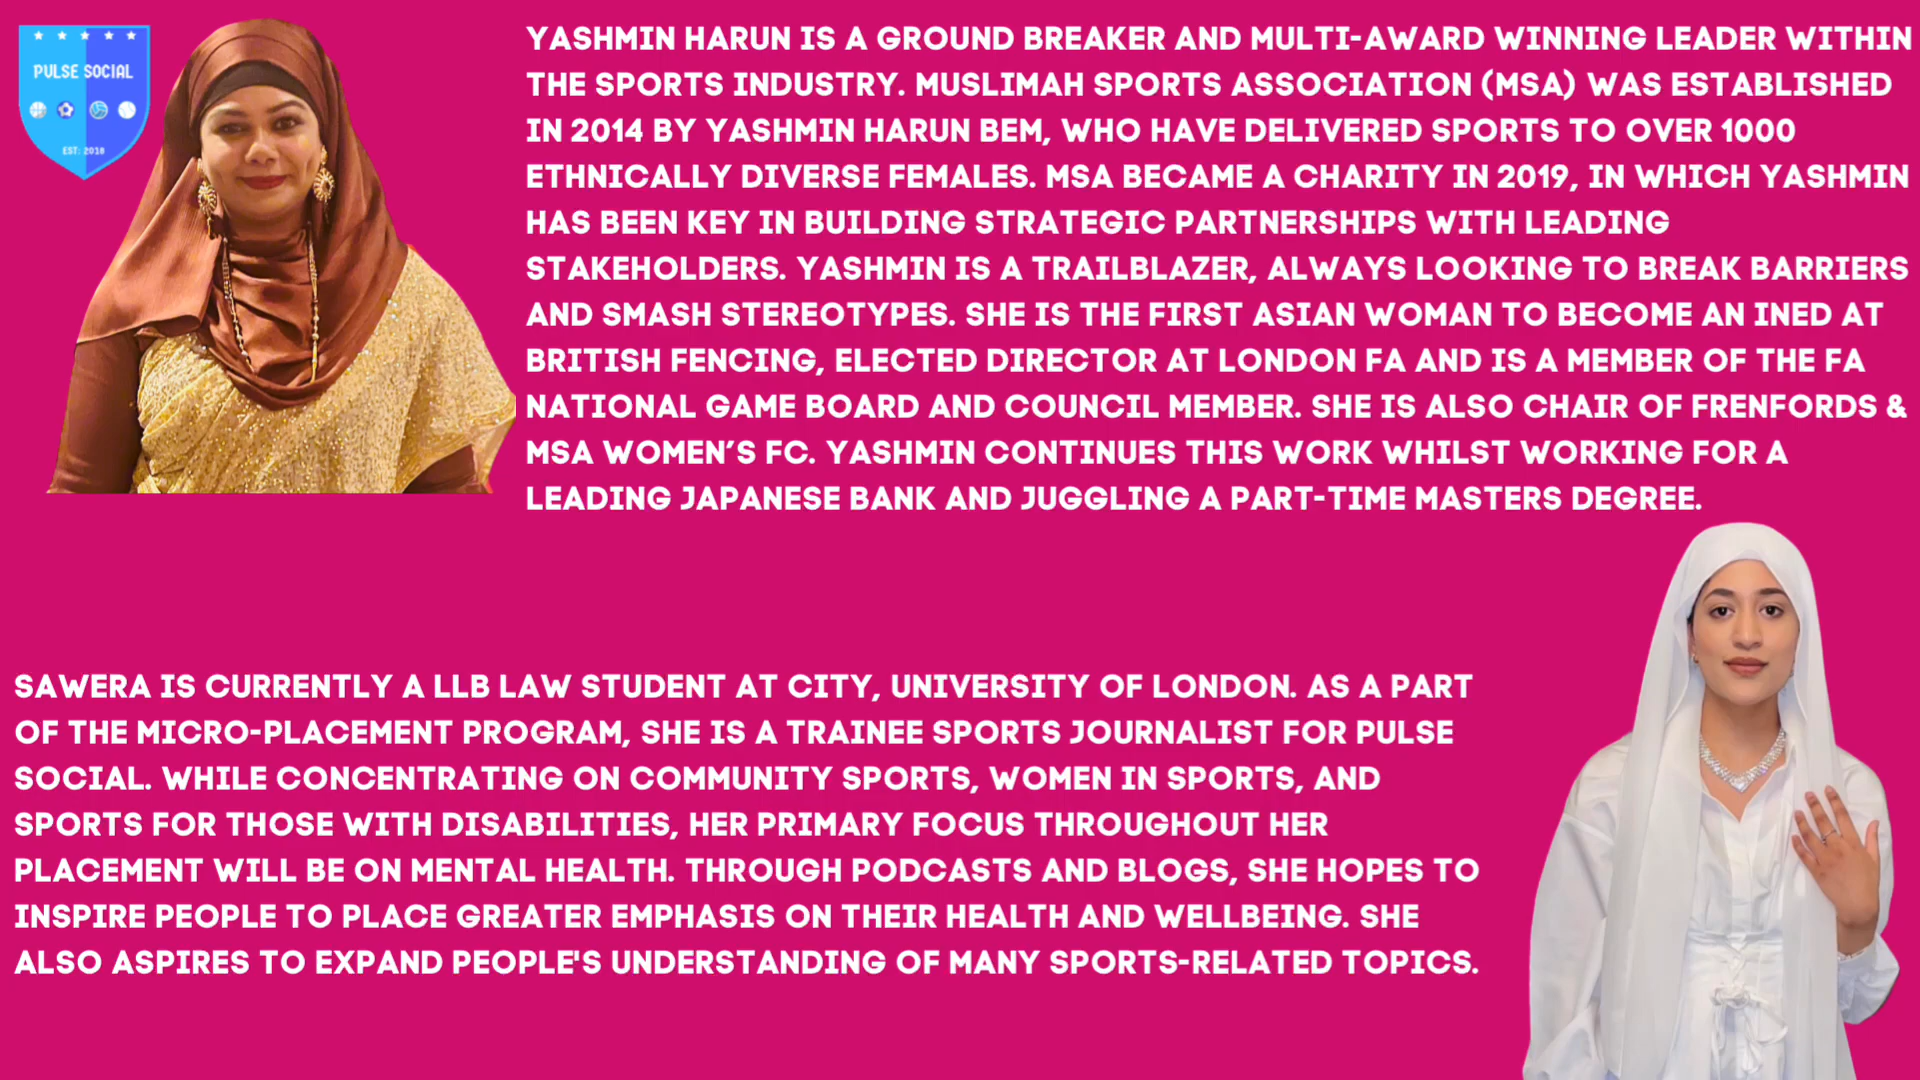 PULSE SOCIAL
EST: 2018
YASHMIN HARUN IS A GROUND BREAKER AND MULTI-AWARD WINNING LEADER WITHIN
THE SPORTS INDUSTRY. MUSLIMAH SPORTS ASSOCIATION (MSA) WAS ESTABLISHED
IN 2014 BY YASHMIN HARUN BEM, WHO HAVE DELIVERED SPORTS TO OVER 1000
ETHNICALLY DIVERSE FEMALES. MSA BECAME A CHARITY IN 2019, IN WHICH YASHMIN
HAS BEEN KEY IN BUILDING STRATEGIC PARTNERSHIPS WITH LEADING
STAKEHOLDERS. YASHMIN IS A TRAILBLAZER, ALWAYS LOOKING TO BREAK BARRIERS
AND SMASH STEREOTYPES. SHE IS THE FIRST ASIAN WOMAN TO BECOME AN INED AT
BRITISH FENCING, ELECTED DIRECTOR AT LONDON FA AND IS A MEMBER OF THE FA
NATIONAL GAME BOARD AND COUNCIL MEMBER. SHE IS ALSO CHAIR OF FRENFORDS &
MSA WOMEN’S FC. YASHMIN CONTINUES THIS WORK WHILST WORKING FOR A
LEADING JAPANESE BANK AND JUGGLING A PART-TIME MASTERS DEGREE.
SAWERA IS CURRENTLY A LLB LAW STUDENT AT CITY, UNIVERSITY OF LONDON. AS A PART
OF THE MICRO-PLACEMENT PROGRAM, SHE IS A TRAINEE SPORTS JOURNALIST FOR PULSE
SOCIAL. WHILE CONCENTRATING ON COMMUNITY SPORTS, WOMEN IN SPORTS, AND
SPORTS FOR THOSE WITH DISABILITIES, HER PRIMARY FOCUS THROUGHOUT HER
PLACEMENT WILL BE ON MENTAL HEALTH. THROUGH PODCASTS AND BLOGS, SHE HOPES TO
INSPIRE PEOPLE TO PLACE GREATER EMPHASIS ON THEIR HEALTH AND WELLBEING. SHE
ALSO ASPIRES TO EXPAND PEOPLE'S UNDERSTANDING OF MANY SPORTS-RELATED TOPICS.